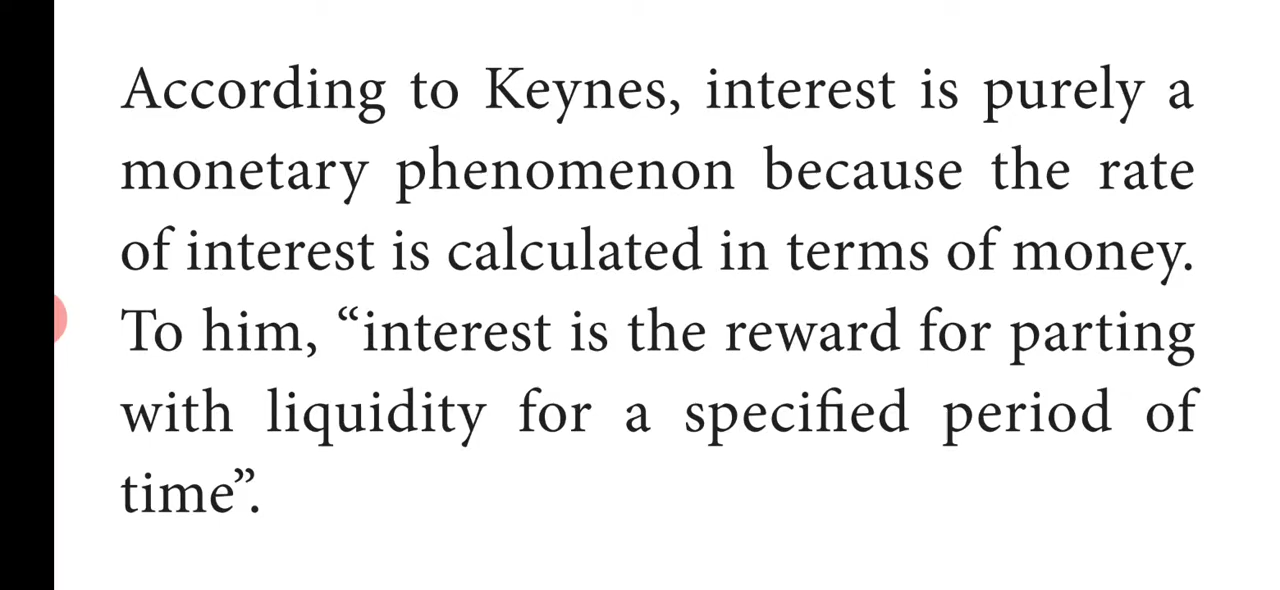 According to Keynes, interest is purely a
monetary phenomenon because the rate
of interest is calculated in terms of money.
To him, “interest is the reward for parting
with liquidity for a specified period of
time”.